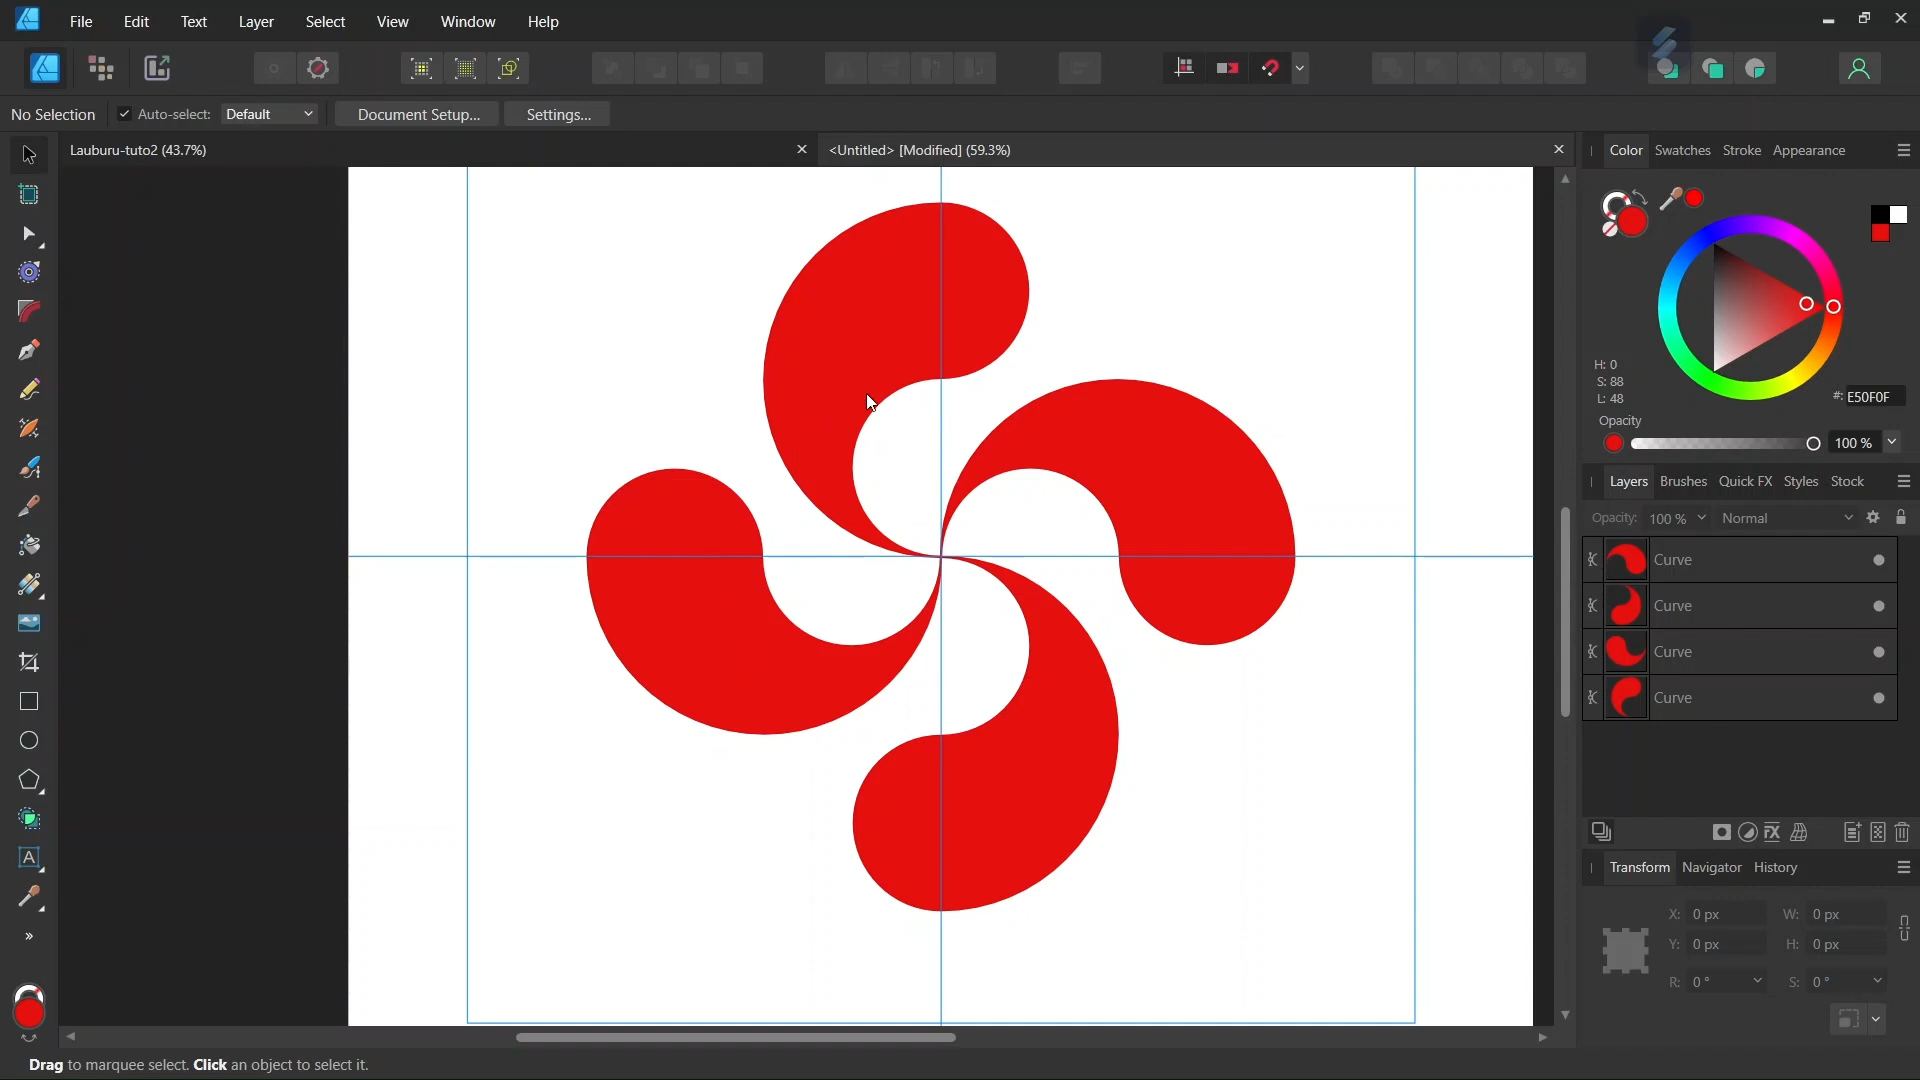 File Edit Text Layer Select View Window Help
No Selection Auto-select: Default Document Setup... Settings...
Lauburu-tuto2 (43.7%)
<Untitled> [Modified] (59.3%)
Color Swatches Stroke Appearance
H: 0
S: 88
L: 48
#: E50F0F
Opacity
100 %
Layers Brushes Quick FX Styles Stock
Opacity: 100 % Normal
Curve
Curve
Curve
Curve
Transform Navigator History
X: 0 px W: 0 px
Y: 0 px H: 0 px
R: 0 ° S: 0 °
Drag to marquee select. Click an object to select it.